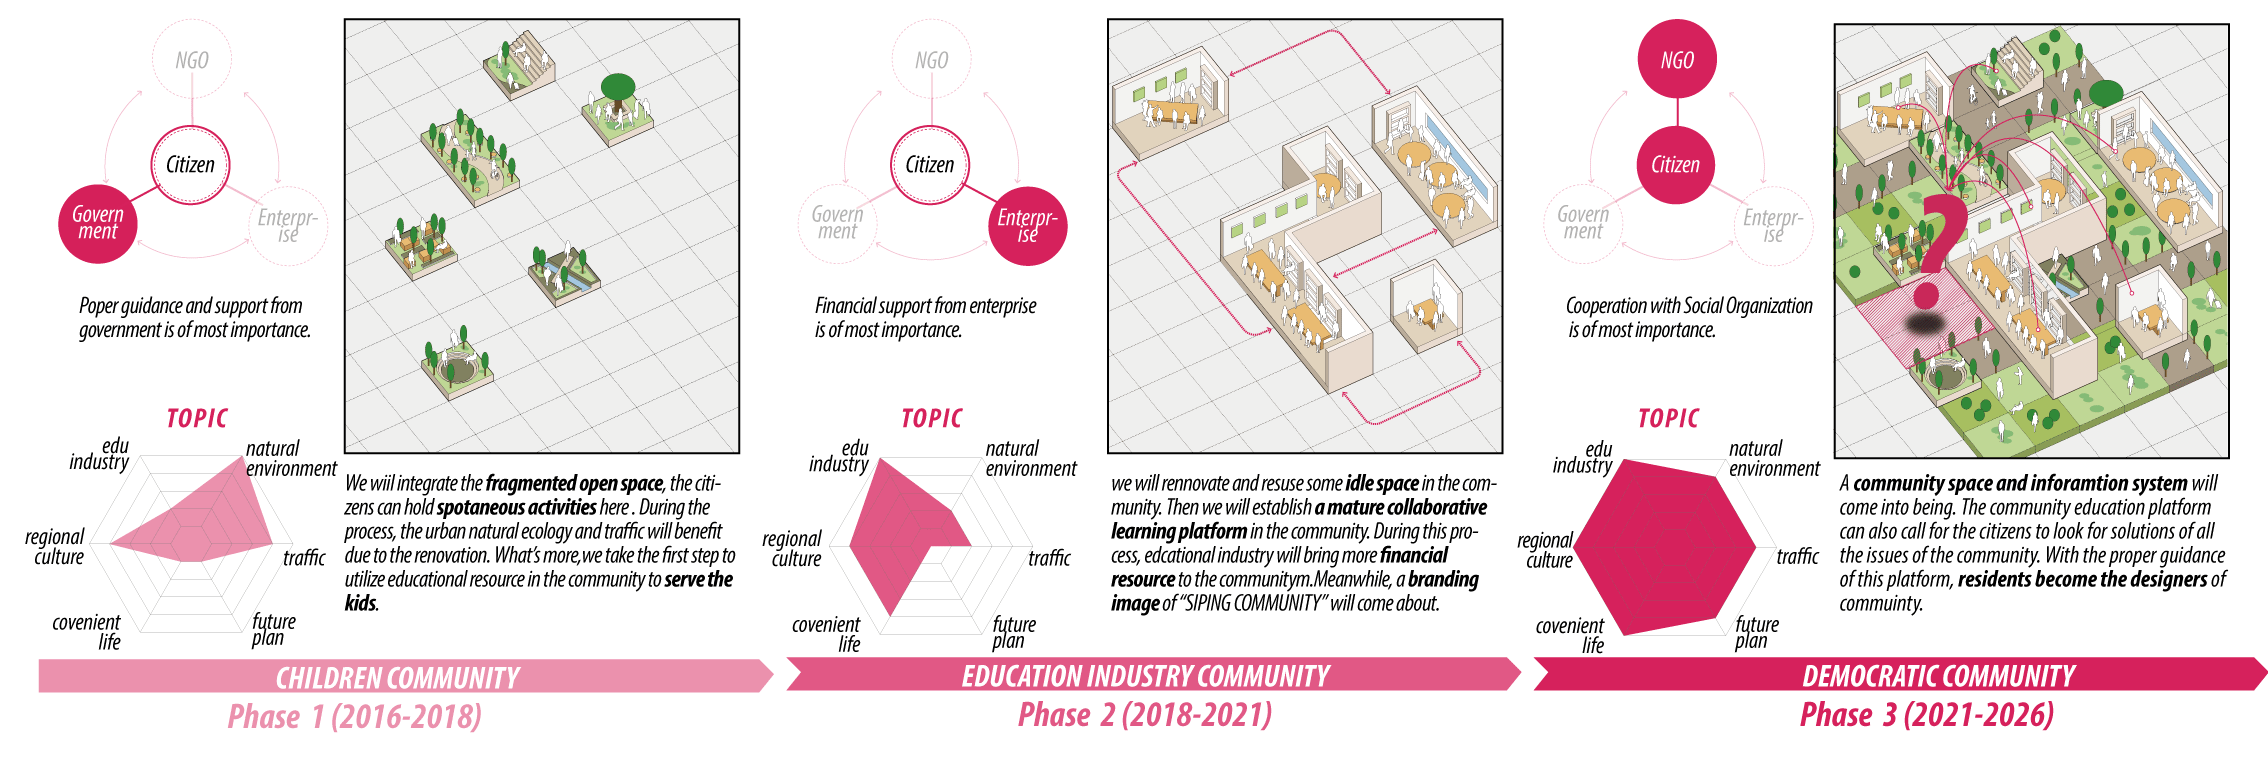 NGO
Citizen
Govern
ment
Enterpr-
ise
Poper guidance and support from
government is of most importance.
TOPIC
edu
industry
natural
environment
regional
culture
traffic
covenient
life
future
plan
We wiil integrate the fragmented open space, the citi-
zens can hold spotaneous activities here . During the
process, the urban natural ecology and traffic will benefit
due to the renovation. What's more,we take the first step to
utilize educational resource in the community to serve the
kids.
CHILDREN COMMUNITY
Phase 1 (2016-2018)
NGO
Citizen
Govern
ment
Enterpr-
ise
Financial support from enterprise
is of most importance.
TOPIC
edu
industry
natural
environment
regional
culture
traffic
covenient
life
future
plan
we will rennovate and resuse some idle space in the com-
munity. Then we will establish a mature collaborative
learning platform in the community. During this pro-
cess, edcational industry will bring more financial
resource to the communitym.Meanwhile, a branding
image of “SIPING COMMUNITY” will come about.
EDUCATION INDUSTRY COMMUNITY
Phase 2 (2018-2021)
NGO
Citizen
Govern
ment
Enterpr-
ise
Cooperation with Social Organization
is of most importance.
?
TOPIC
edu
industry
natural
environment
regional
culture
traffic
covenient
life
future
plan
A community space and inforamtion system will
come into being. The community education platform
can also call for the citizens to look for solutions of all
the issues of the community. With the proper guidance
of this platform, residents become the designers of
commuinty.
DEMOCRATIC COMMUNITY
Phase 3 (2021-2026)